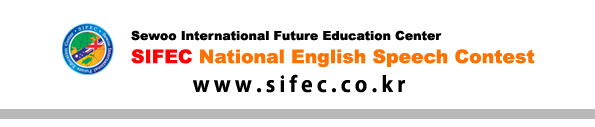 Sewoo International Future Education Center
SIFEC National English Speech Contest
www.sifec.co.kr